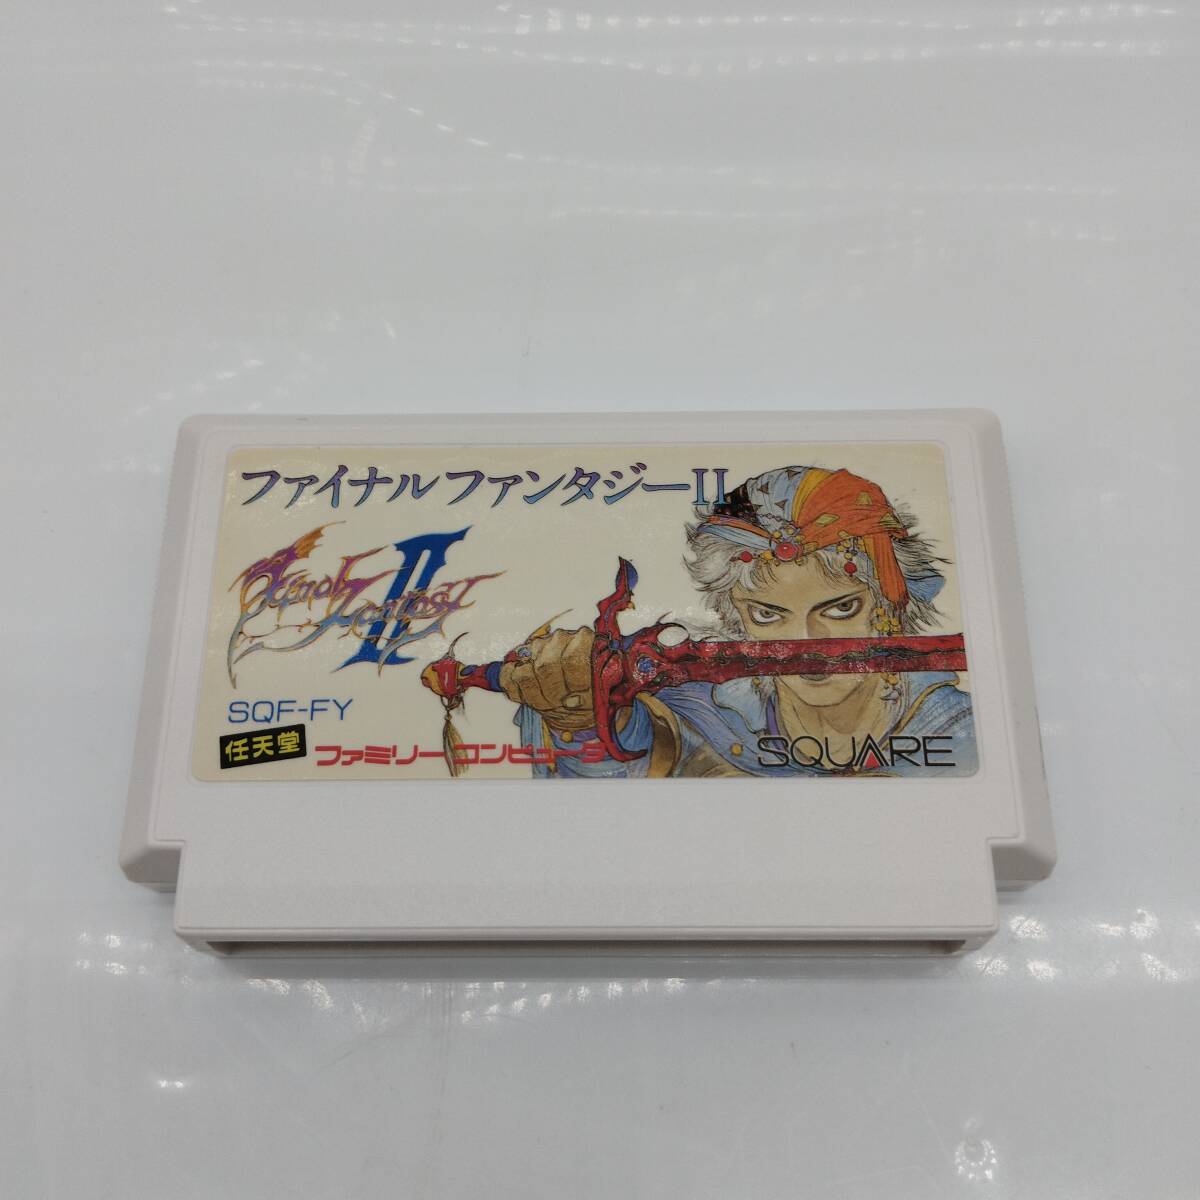 ファイナルファンタジーII
Final Fantasy II
SQF-FY
任天堂 ファミリーコンピュータ
SQUARE